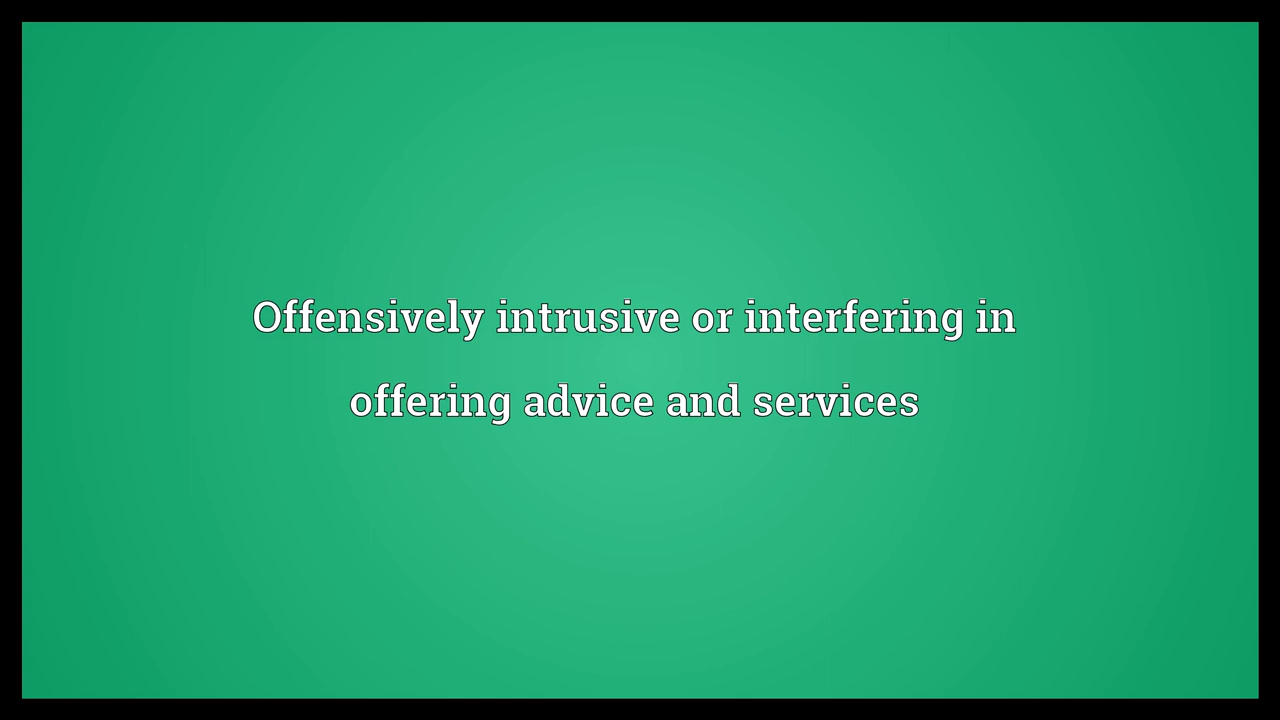 Offensively intrusive or interfering in
offering advice and services